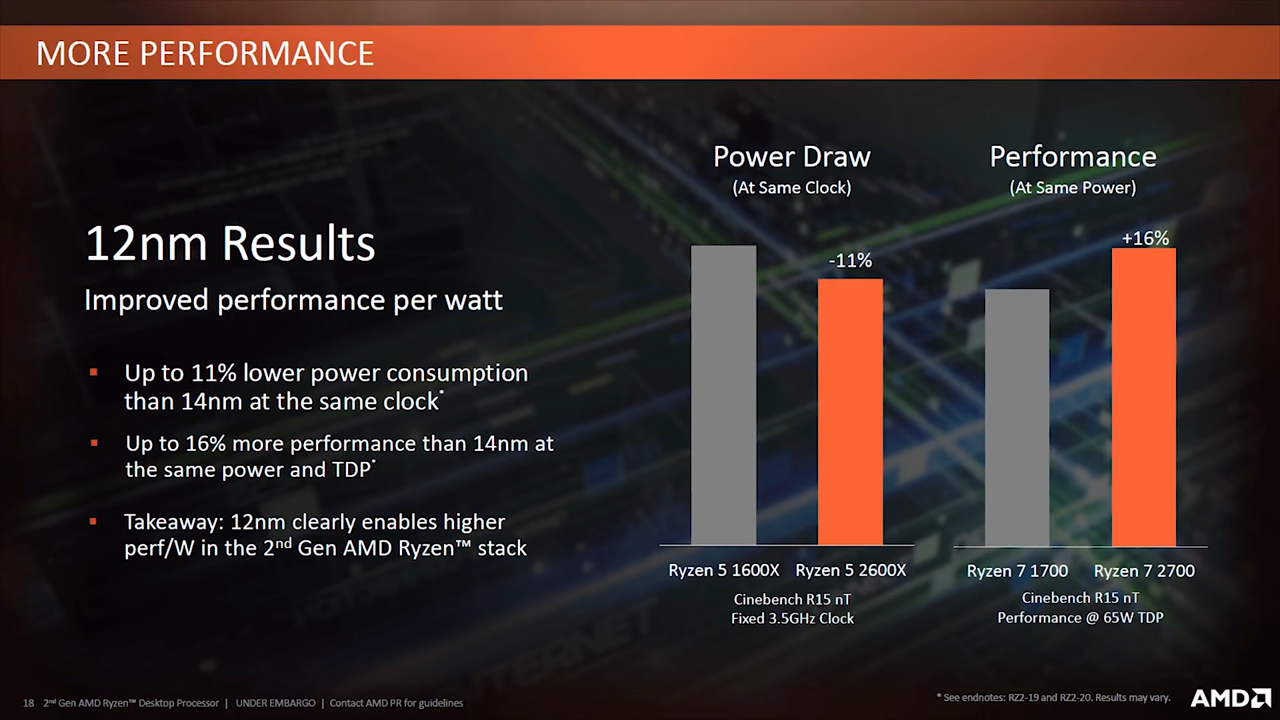 MORE PERFORMANCE
12nm Results
Improved performance per watt
▪ Up to 11% lower power consumption
than 14nm at the same clock*
▪ Up to 16% more performance than 14nm at
the same power and TDP*
▪ Takeaway: 12nm clearly enables higher
perf/W in the 2nd Gen AMD Ryzen™ stack
Power Draw
(At Same Clock)
-11%
Ryzen 5 1600X Ryzen 5 2600X
Cinebench R15 nT
Fixed 3.5GHz Clock
Performance
(At Same Power)
+16%
Ryzen 7 1700 Ryzen 7 2700
Cinebench R15 nT
Performance @ 65W TDP
18 2nd Gen AMD Ryzen™ Desktop Processor | UNDER EMBARGO | Contact AMD PR for guidelines
* See endnotes: RZ2-19 and RZ2-20. Results may vary.
AMD